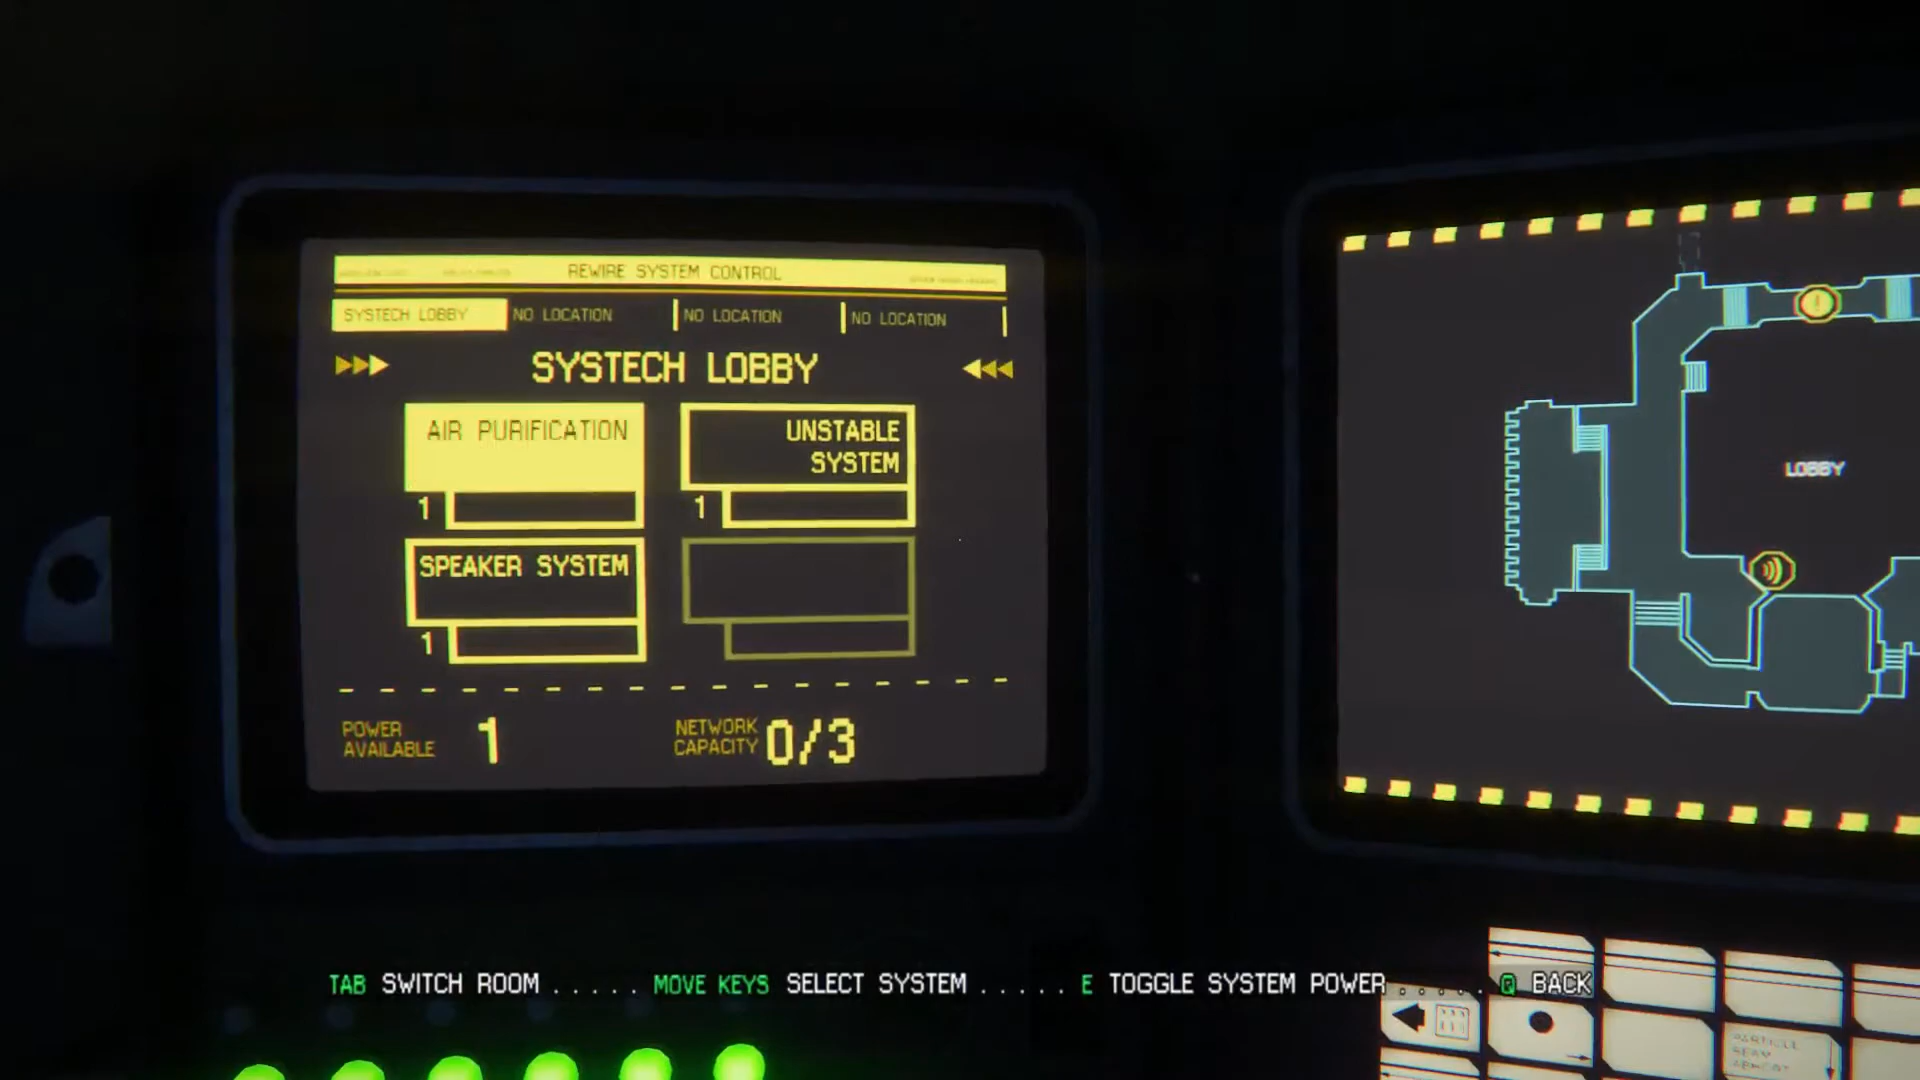 REWIRE SYSTEM CONTROL
SYSTECH LOBBY
NO LOCATION
NO LOCATION
NO LOCATION
SYSTECH LOBBY
AIR PURIFICATION
1
UNSTABLE
SYSTEM
1
SPEAKER SYSTEM
1
POWER
AVAILABLE
1
NETWORK
CAPACITY
0/3
LOBBY
TAB SWITCH ROOM ..... MOVE KEYS SELECT SYSTEM ..... E TOGGLE SYSTEM POWER ..... Q BACK
PARTICLE
BEAM